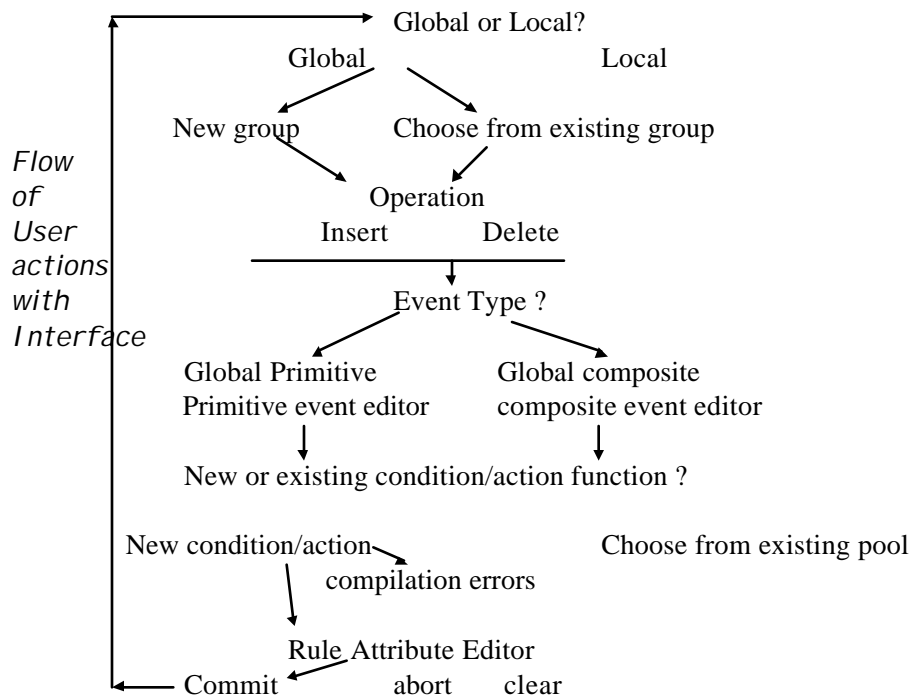 Global or Local?
Global Local
New group Choose from existing group
Flow
of
User
actions
with
Interface
Operation
Insert Delete
Event Type ?
Global Primitive Global composite
Primitive event editor composite event editor
New or existing condition/action function ?
New condition/action Choose from existing pool
compilation errors
Rule Attribute Editor
Commit abort clear